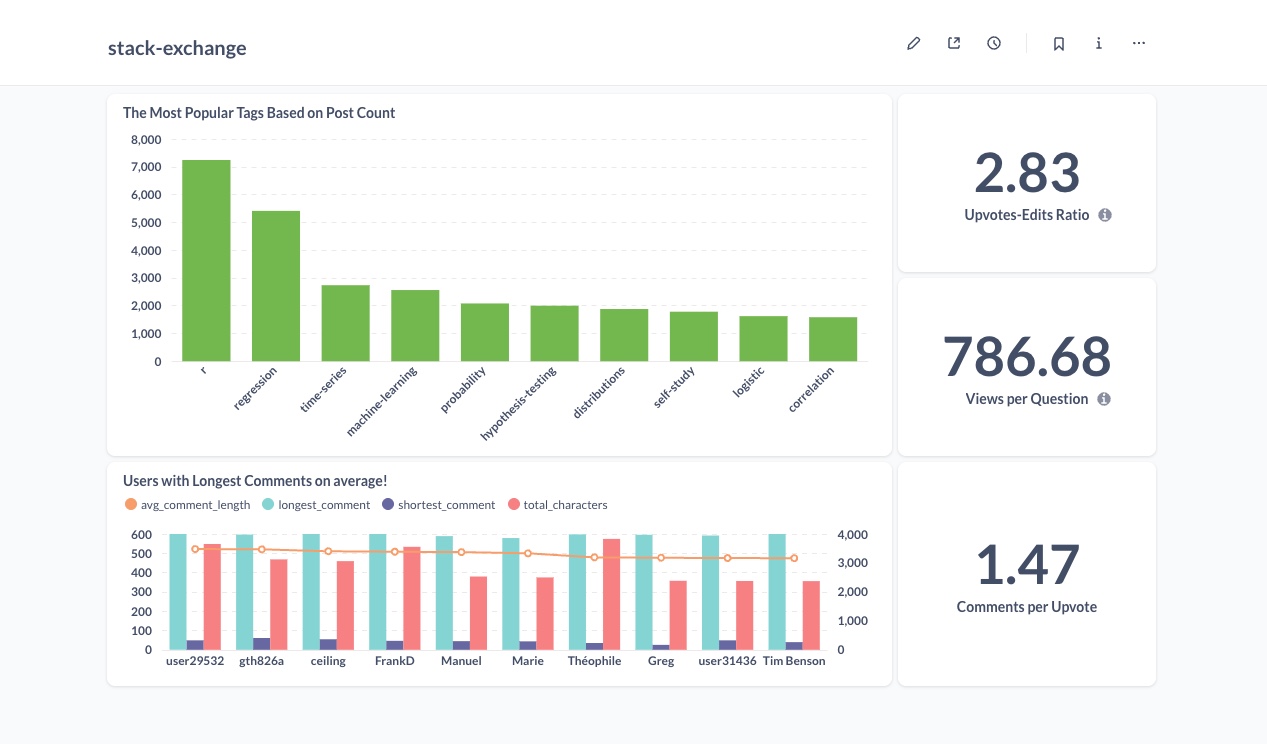 stack-exchange
The Most Popular Tags Based on Post Count
8,000
7,000
6,000
5,000
4,000
3,000
2,000
1,000
0
r
regression
time-series
machine-learning
probability
hypothesis-testing
distributions
self-study
logistic
correlation
2.83
Upvotes-Edits Ratio
786.68
Views per Question
Users with Longest Comments on average!
avg_comment_length longest_comment shortest_comment total_characters
600
500
400
300
200
100
0
4,000
3,000
2,000
1,000
0
user29532 gth826a ceiling FrankD Manuel Marie Théophile Greg user31436 Tim Benson
1.47
Comments per Upvote